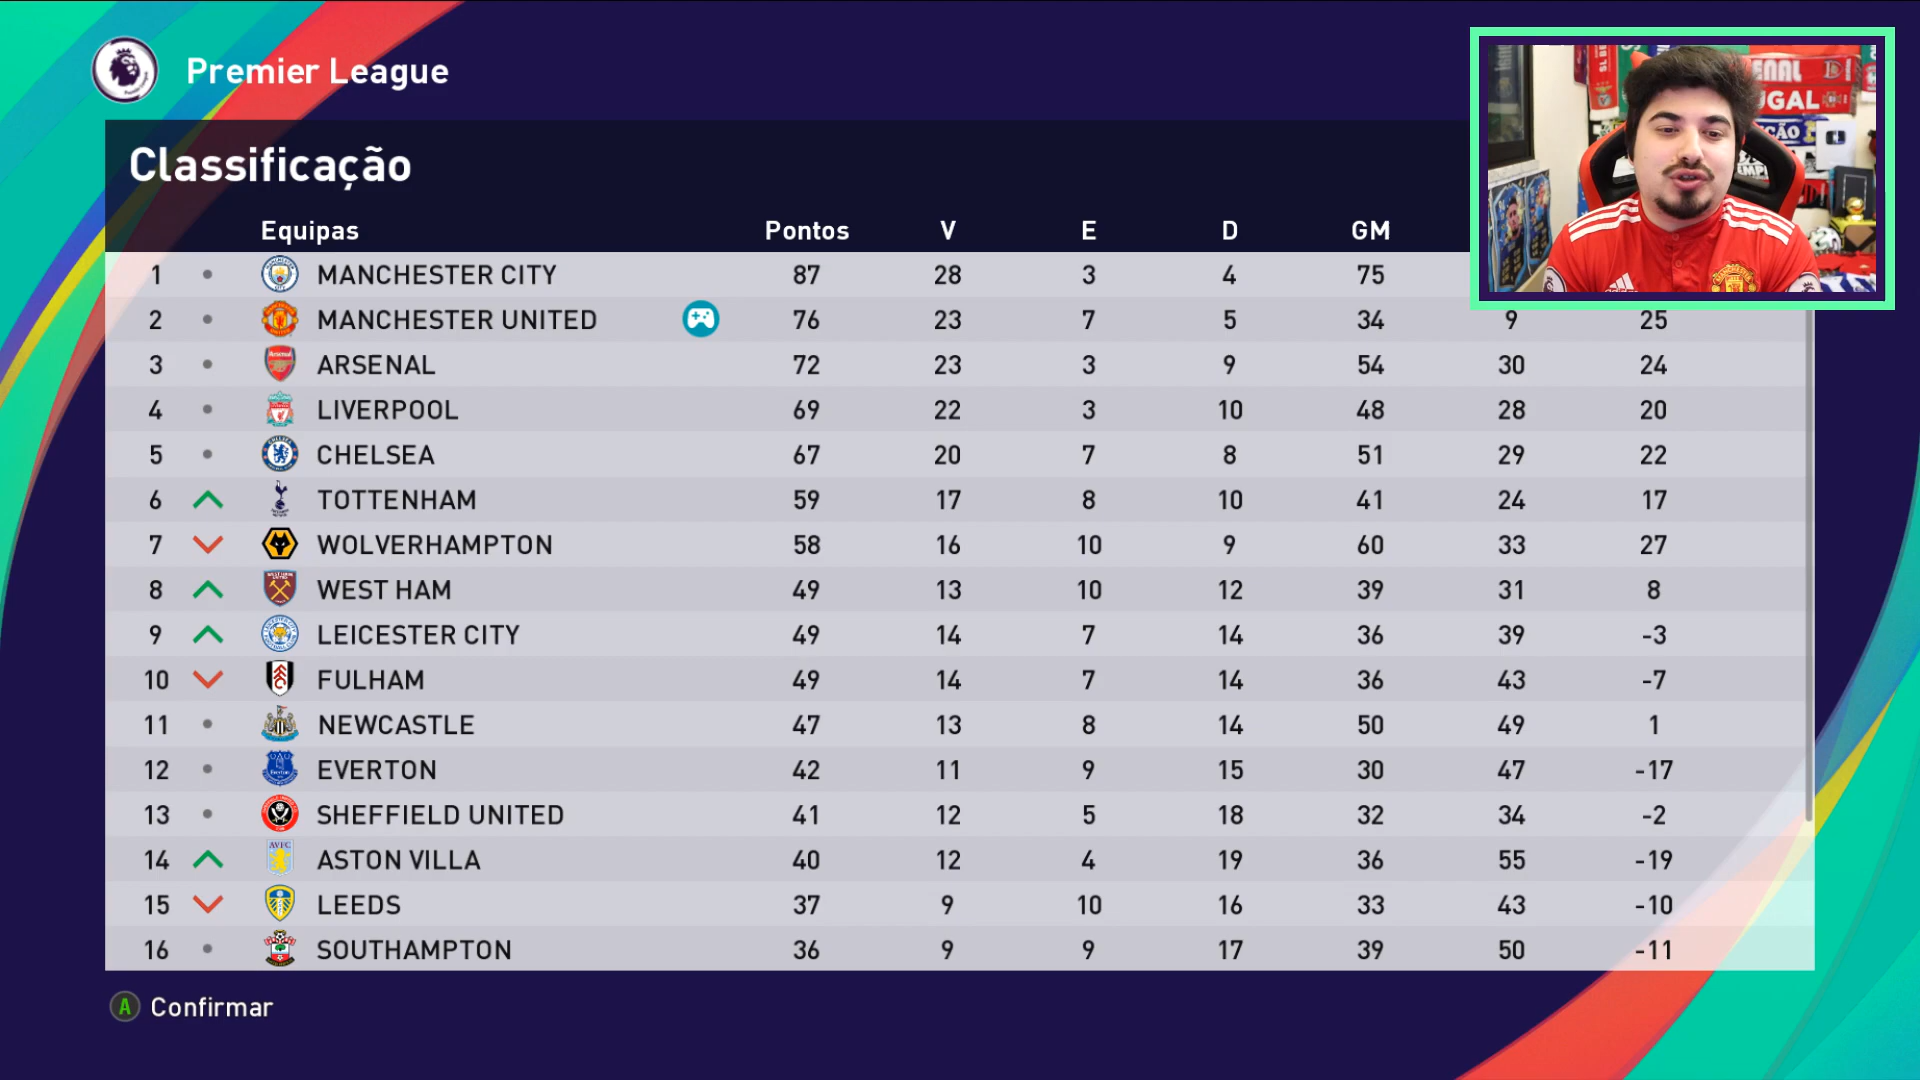 Premier League
Classificação
Equipas Pontos V E D GM
1 MANCHESTER CITY 87 28 3 4 75
2 MANCHESTER UNITED 76 23 7 5 34 9 25
3 ARSENAL 72 23 3 9 54 30 24
4 LIVERPOOL 69 22 3 10 48 28 20
5 CHELSEA 67 20 7 8 51 29 22
6 TOTTENHAM 59 17 8 10 41 24 17
7 WOLVERHAMPTON 58 16 10 9 60 33 27
8 WEST HAM 49 13 10 12 39 31 8
9 LEICESTER CITY 49 14 7 14 36 39 -3
10 FULHAM 49 14 7 14 36 43 -7
11 NEWCASTLE 47 13 8 14 50 49 1
12 EVERTON 42 11 9 15 30 47 -17
13 SHEFFIELD UNITED 41 12 5 18 32 34 -2
14 ASTON VILLA 40 12 4 19 36 55 -19
15 LEEDS 37 9 10 16 33 43 -10
16 SOUTHAMPTON 36 9 9 17 39 50 -11
A Confirmar